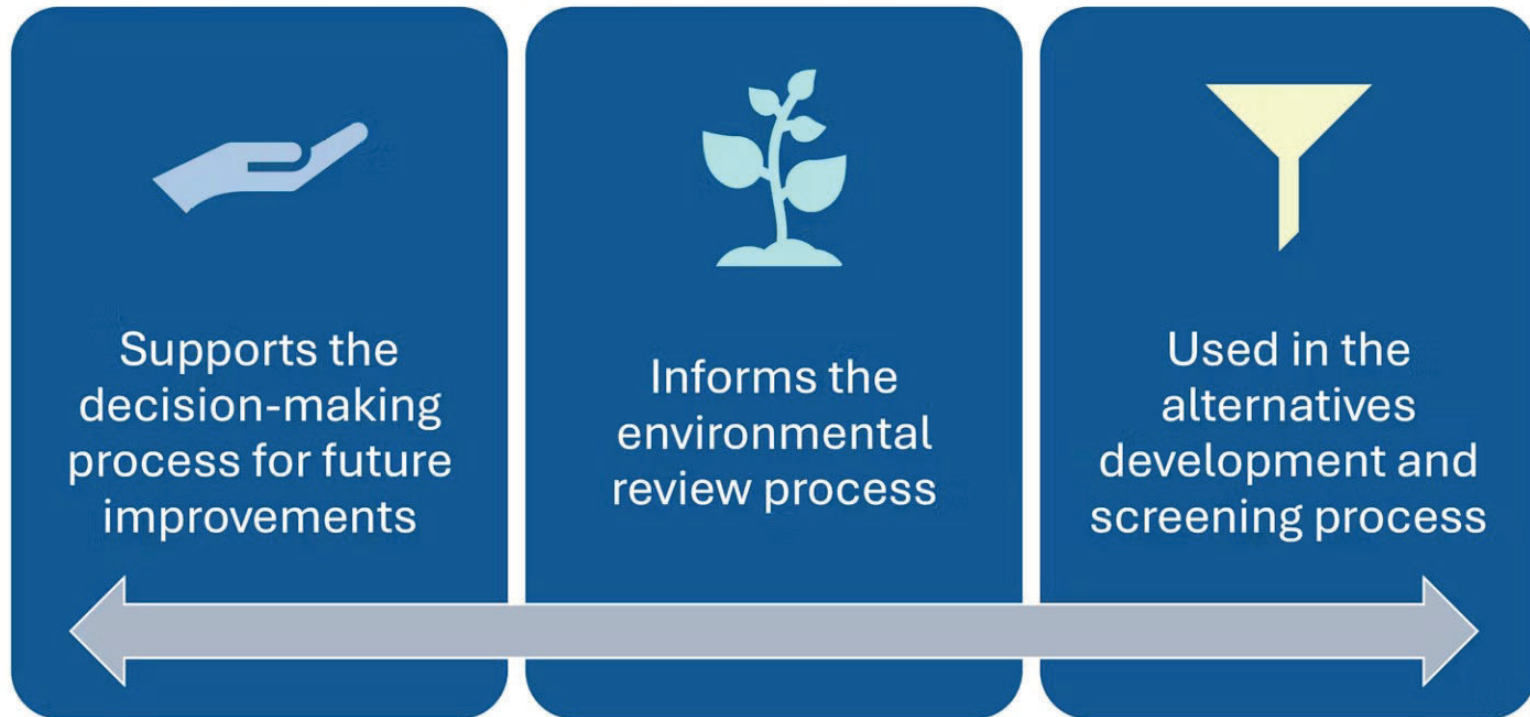 Supports the
decision-making
process for future
improvements
Informs the
environmental
review process
Used in the
alternatives
development and
screening process